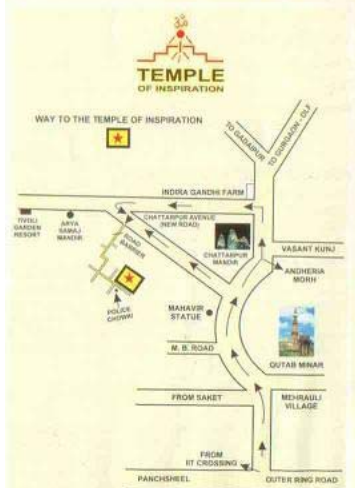 TEMPLE
OF INSPIRATION
WAY TO THE TEMPLE OF INSPIRATION
TO GADAIPUR
TO GURGAON - DLF
INDIRA GANDHI FARM
CHATTARPUR AVENUE
(NEW ROAD)
TIVOLI
GARDEN
RESORT
ARYA
SAMAJ
MANDIR
ROAD
BARRIER
CHATTARPUR
MANDIR
VASANT KUNJ
ANDHERIA
MORH
POLICE
CHOWKI
MAHAVIR
STATUE
M. B. ROAD
QUTAB MINAR
FROM SAKET
MEHRAULI
VILLAGE
FROM
IIT CROSSING
PANCHSHEEL
OUTER RING ROAD